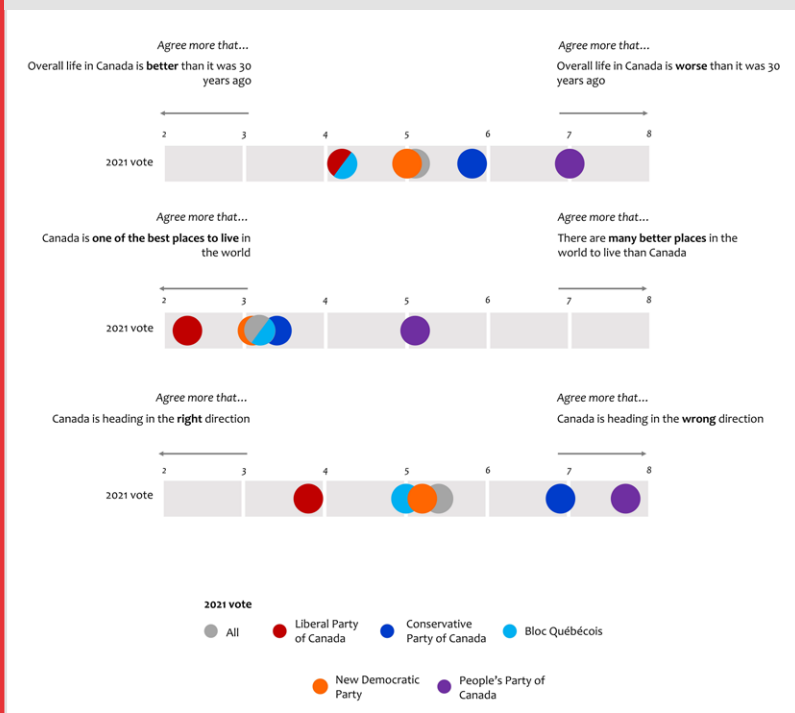 Agree more that...
Overall life in Canada is better than it was 30
years ago
Agree more that...
Overall life in Canada is worse than it was 30
years ago
2 3 4 5 6 7 8
2021 vote
Agree more that...
Canada is one of the best places to live in
the world
Agree more that...
There are many better places in the
world to live than Canada
2 3 4 5 6 7 8
2021 vote
Agree more that...
Canada is heading in the right direction
Agree more that...
Canada is heading in the wrong direction
2 3 4 5 6 7 8
2021 vote
2021 vote
All
Liberal Party
of Canada
Conservative
Party of Canada
Bloc Québécois
New Democratic
Party
People's Party of
Canada